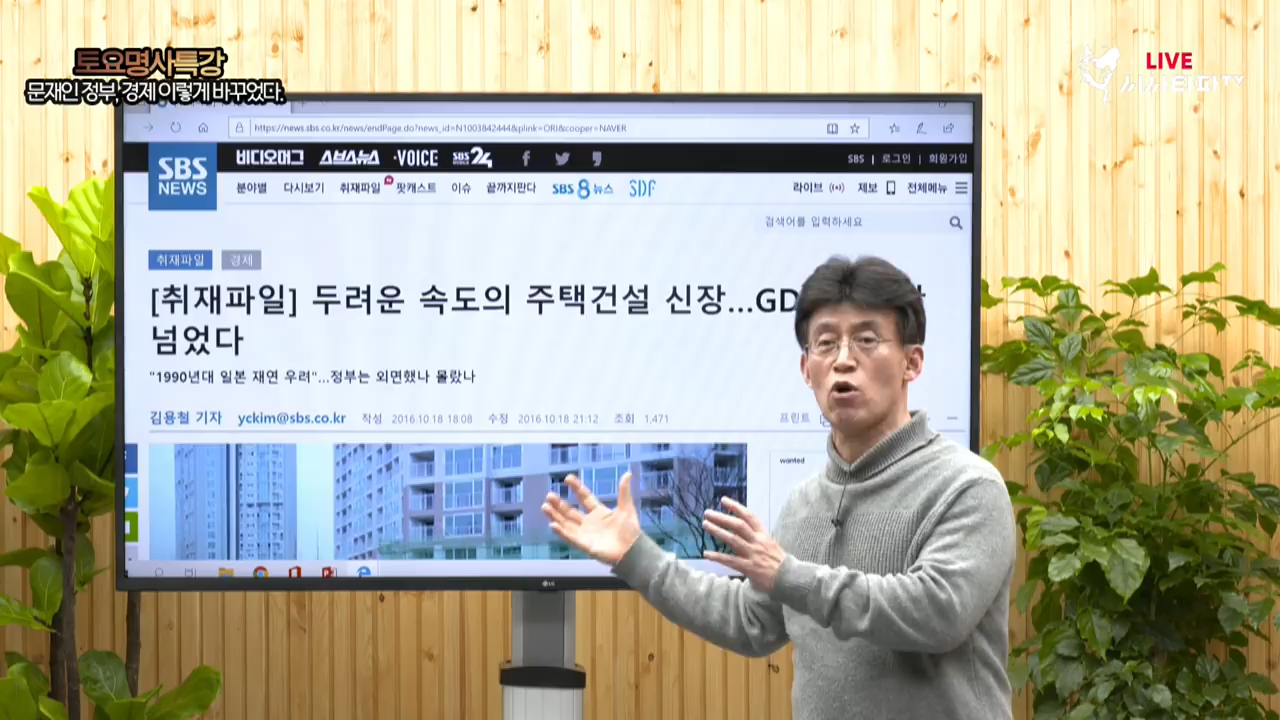 토요명사특강
문재인 정부, 경제 이렇게 바꾸었다.
LIVE
씨씨티파TV
https://news.sbs.co.kr/news/endPage.do?news_id=N1003842444&plink=ORI&cooper=NAVER
SBS NEWS
비디오머그 스브스뉴스 ·VOICE 24
SBS | 로그인 | 회원가입
분야별 다시보기 취재파일 팟캐스트 이슈 끝까지판다 SBS 8 뉴스 SDF
라이브 제보 전체메뉴
검색어를 입력하세요
취재파일 경제
[취재파일] 두려운 속도의 주택건설 신장...GD
넘었다
"1990년대 일본 재연 우려"...정부는 외면했나 몰랐나
김용철 기자 yckim@sbs.co.kr 작성 2016.10.18 18:08 수정 2016.10.18 21:12 조회 1,471
프린트
wanted
LG